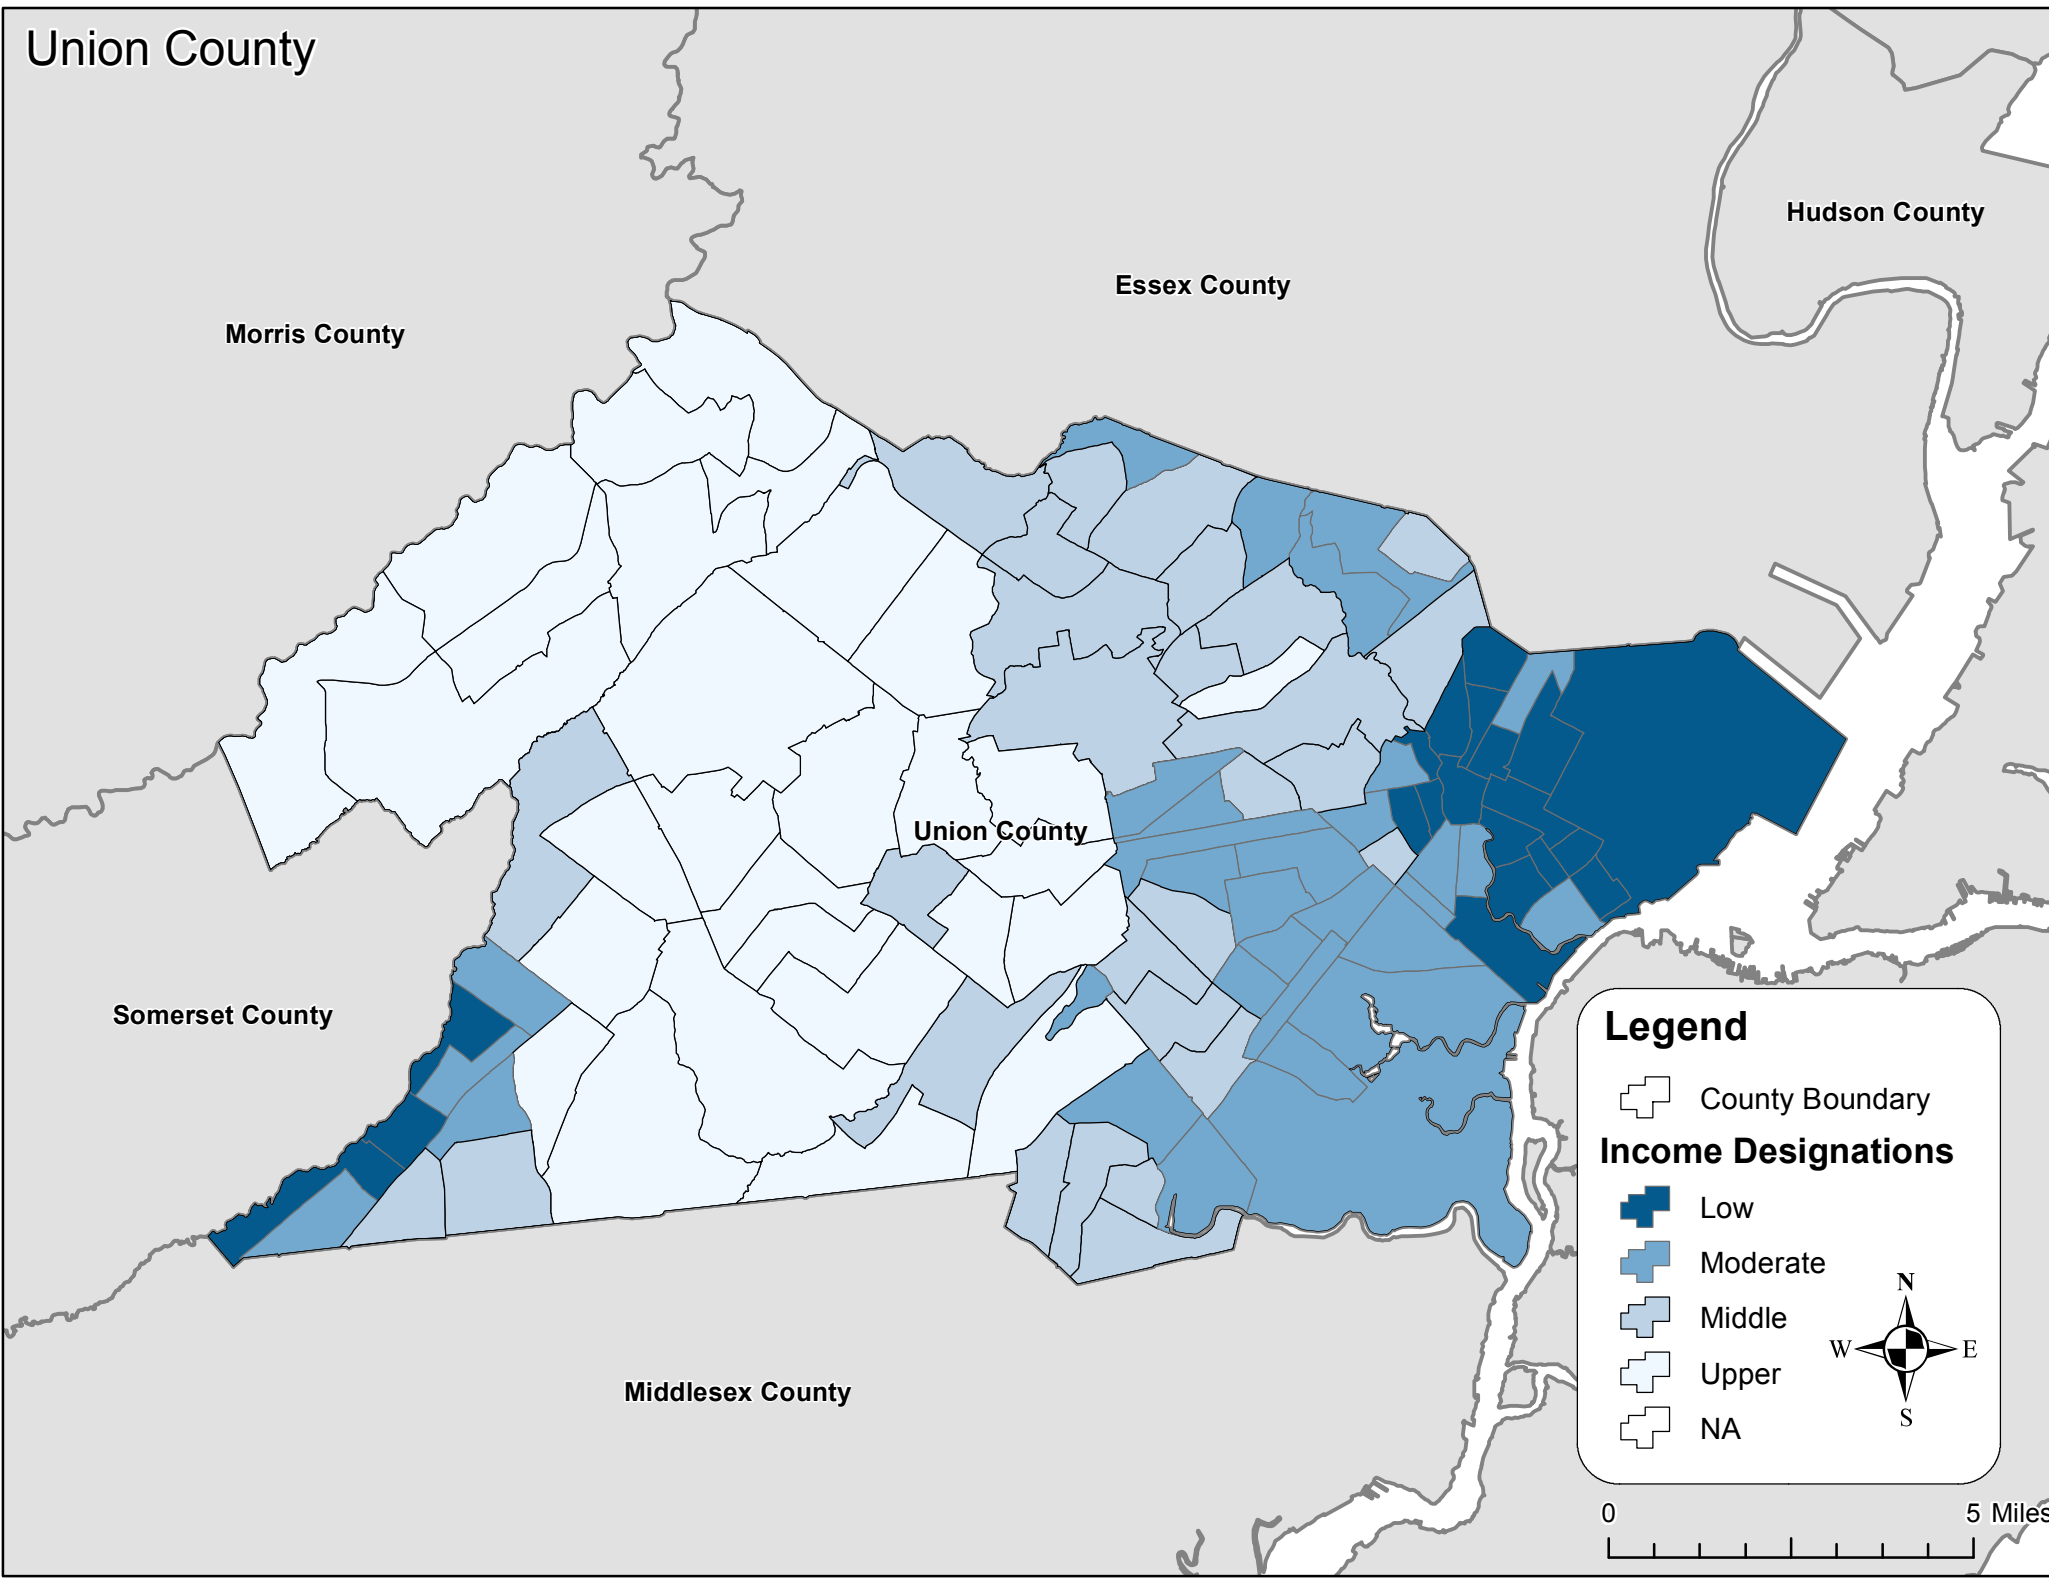 Union County
Hudson County
Essex County
Morris County
Union County
Somerset County
Middlesex County
Legend
County Boundary
Income Designations
Low
Moderate
Middle
Upper
NA
N
W E
S
0 5 Miles